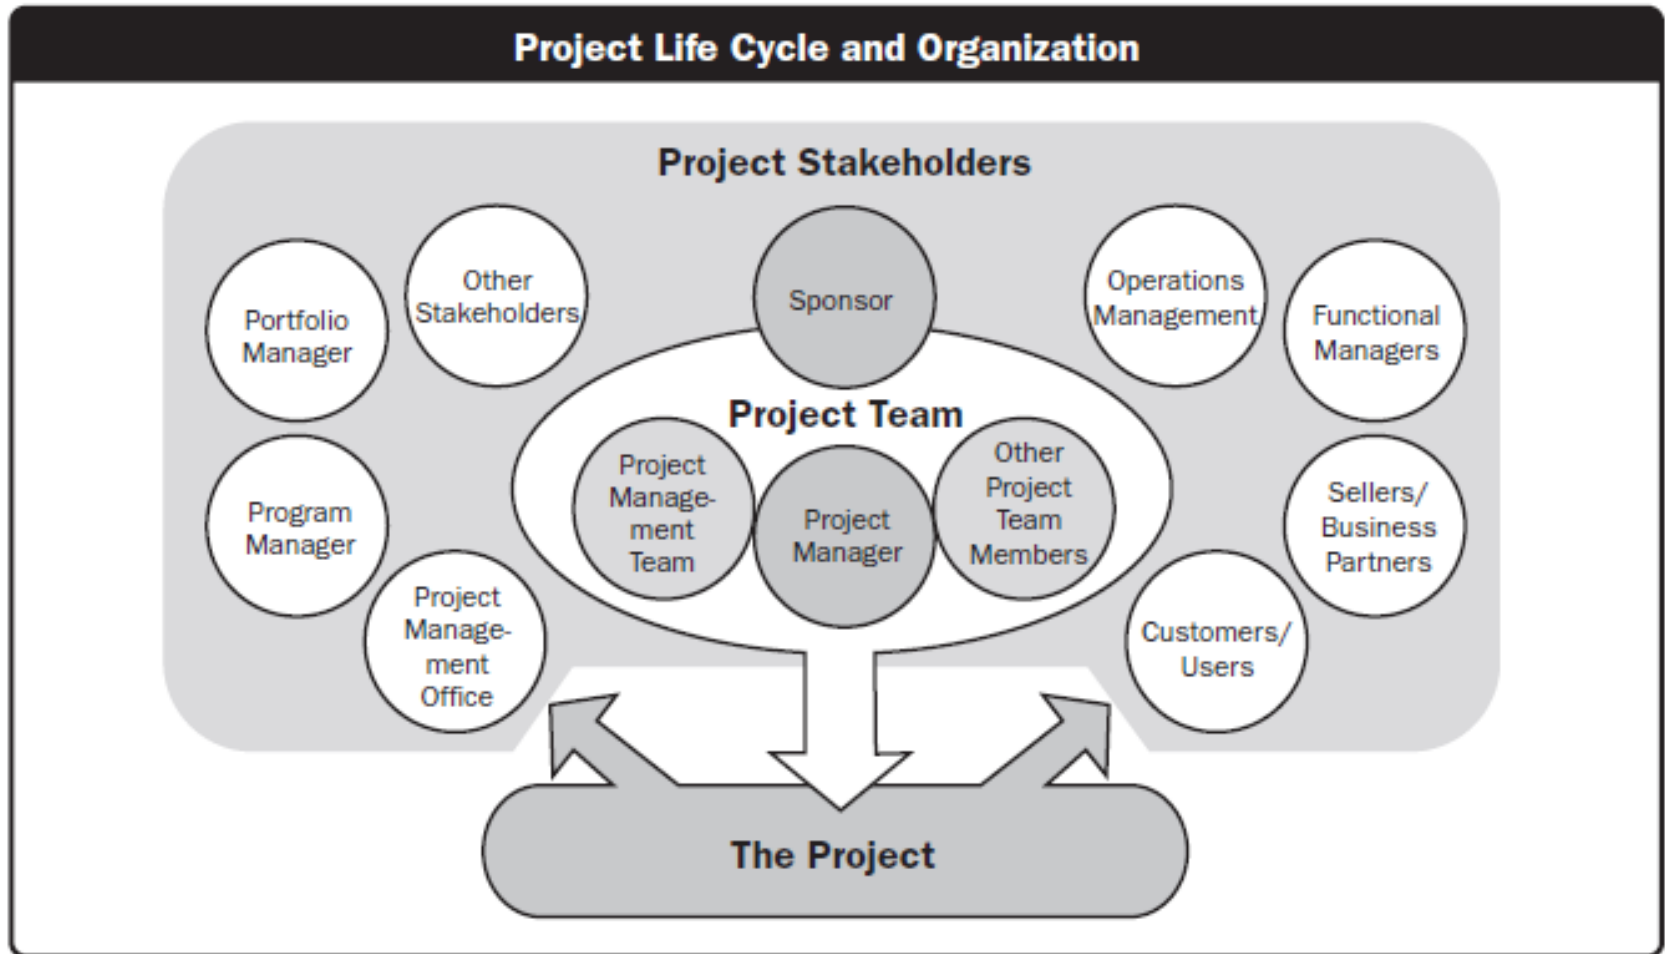 Project Life Cycle and Organization
Project Stakeholders
Portfolio
Manager
Other
Stakeholders
Sponsor
Operations
Management
Functional
Managers
Program
Manager
Project
Manage-
ment
Office
Project Team
Project
Manage-
ment
Team
Project
Manager
Other
Project
Team
Members
Sellers/
Business
Partners
Customers/
Users
The Project